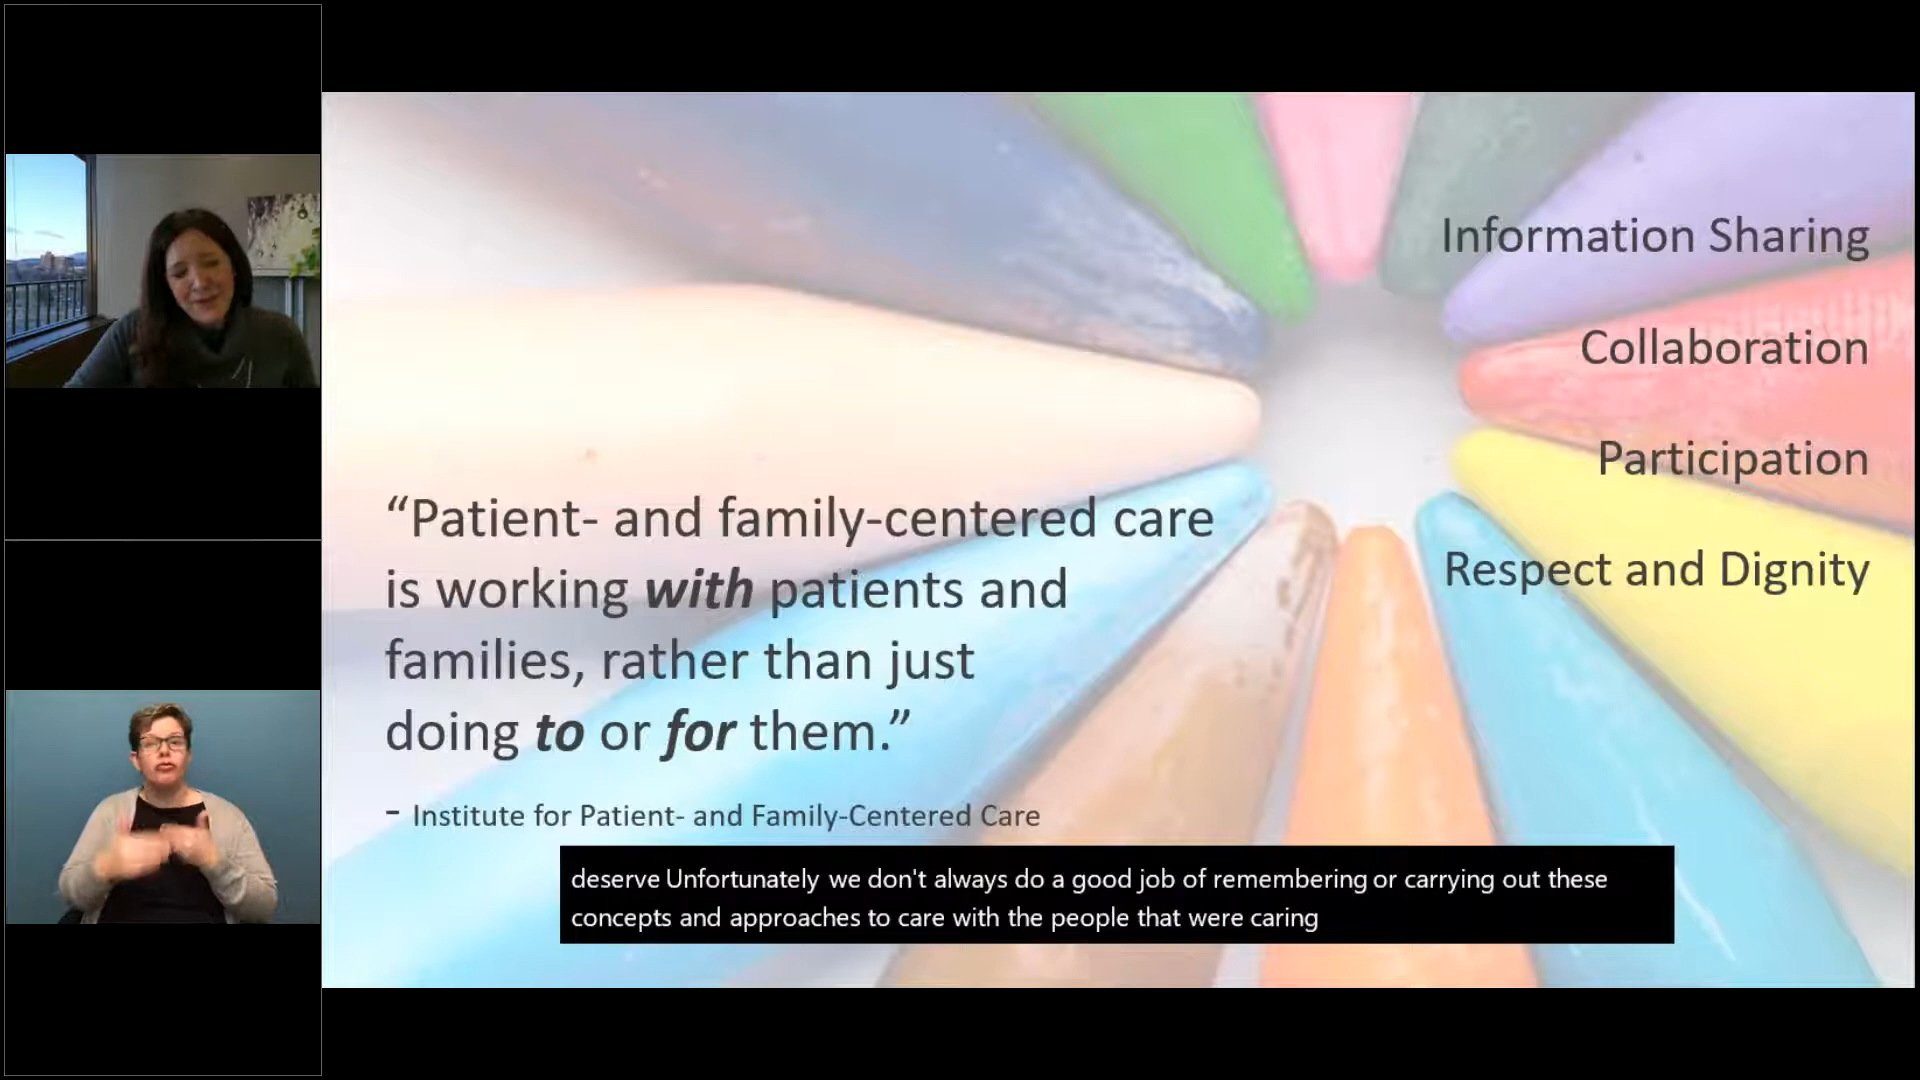 Information Sharing
Collaboration
Participation
Respect and Dignity
“Patient- and family-centered care
is working with patients and
families, rather than just
doing to or for them.”
- Institute for Patient- and Family-Centered Care
deserve Unfortunately we don't always do a good job of remembering or carrying out these
concepts and approaches to care with the people that were caring